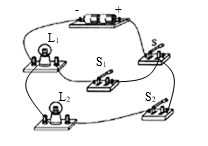 - +
L₁
S₁
s
L₂
S₂